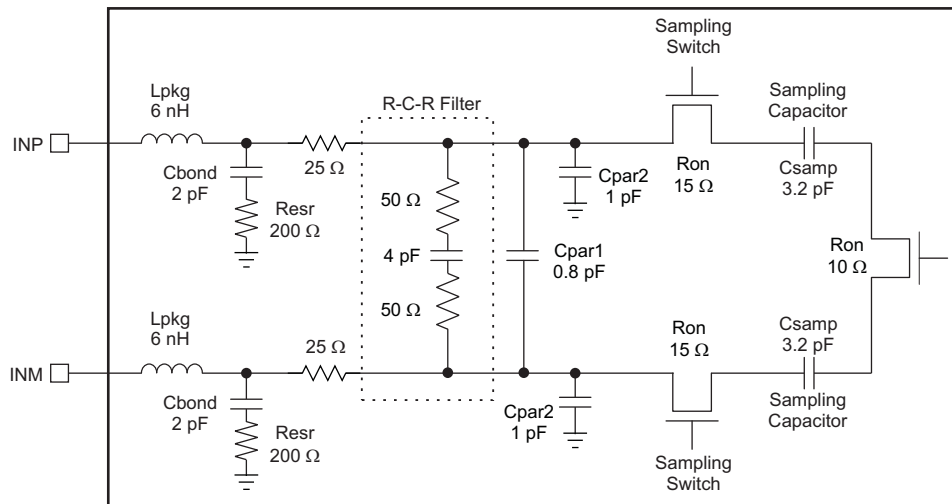 Sampling
Switch
Lpkg
6 nH
R-C-R Filter
Sampling
Capacitor
INP
25 Ω
Cbond
2 pF
Resr
200 Ω
50 Ω
Cpar2
1 pF
Ron
15 Ω
Csamp
3.2 pF
4 pF
Cpar1
0.8 pF
Ron
10 Ω
50 Ω
Lpkg
6 nH
25 Ω
Ron
15 Ω
Csamp
3.2 pF
INM
Cbond
2 pF
Resr
200 Ω
Cpar2
1 pF
Sampling
Capacitor
Sampling
Switch